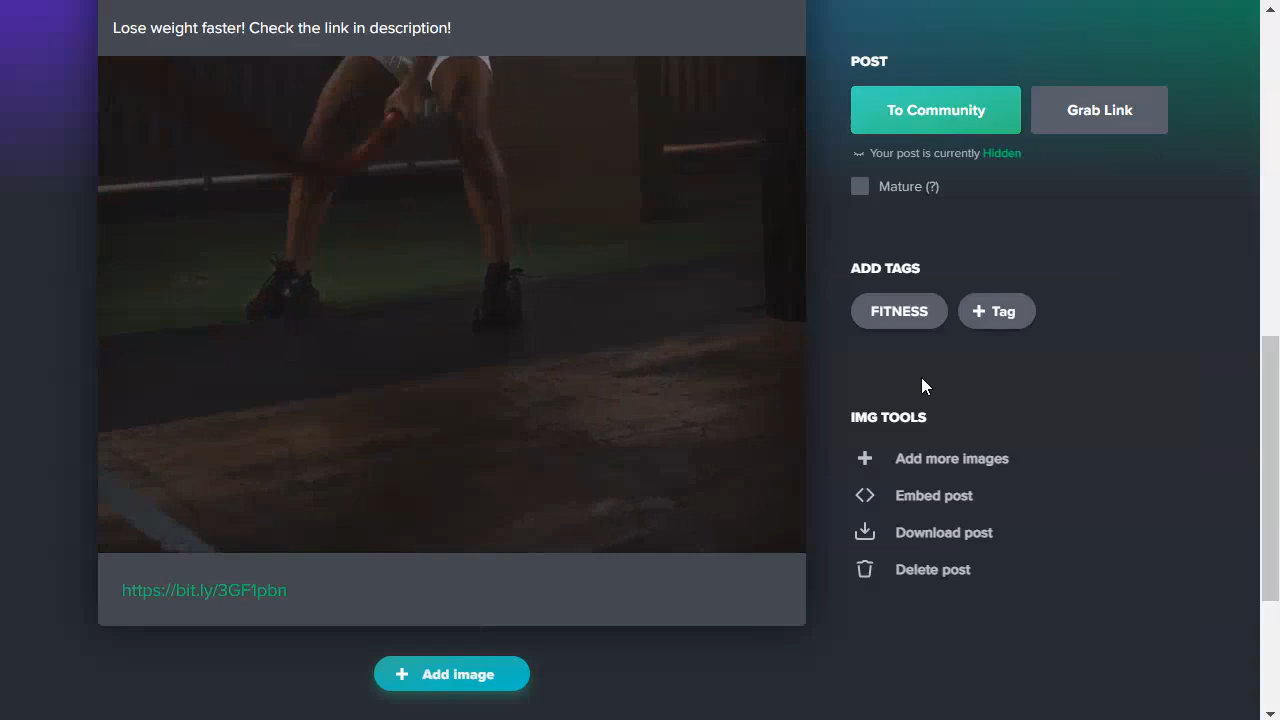 Lose weight faster! Check the link in description!
POST
To Community
Grab Link
Your post is currently Hidden
Mature (?)
ADD TAGS
FITNESS
+ Tag
IMG TOOLS
Add more images
Embed post
Download post
Delete post
https://bit.ly/3GF1pbn
+ Add image